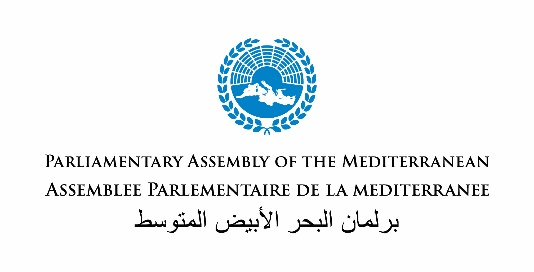 PARLIAMENTARY ASSEMBLY OF THE MEDITERRANEAN
ASSEMBLEE PARLEMENTAIRE DE LA MEDITERRANEE
برلمان البحر الأبيض المتوسط